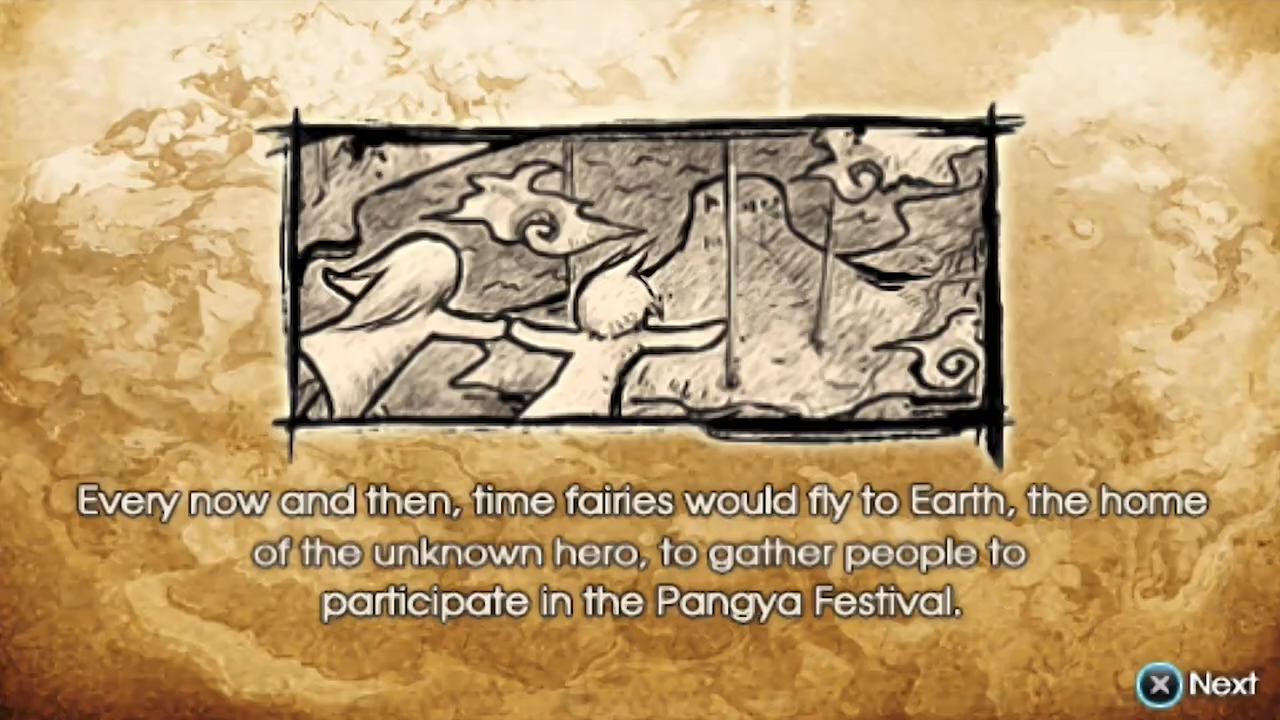 Every now and then, time fairies would fly to Earth, the home
of the unknown hero, to gather people to
participate in the Pangya Festival.
Next